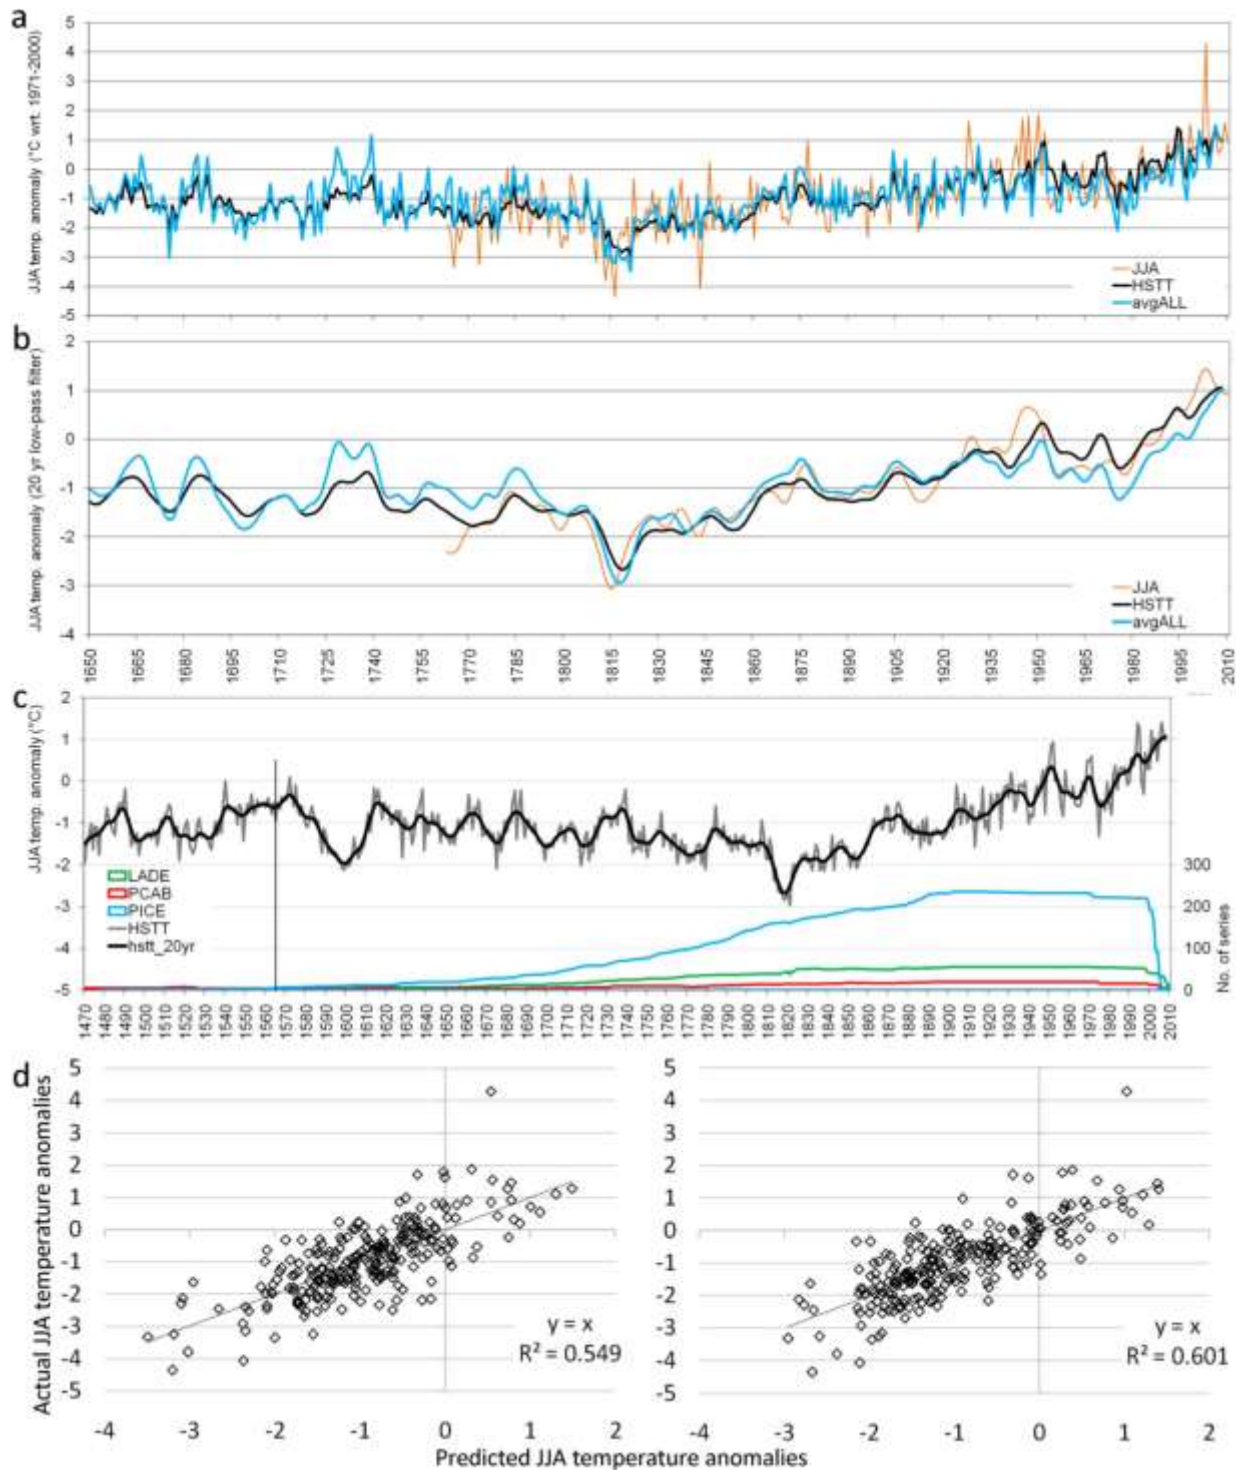 a
JJA temp. anomaly (°C wrt. 1971-2000)
5
4
3
2
1
0
-1
-2
-3
-4
-5
JJA
HSTT
avgALL
b
JJA temp. anomaly (20 yr low-pass filter)
2
1
0
-1
-2
-3
-4
JJA
HSTT
avgALL
1650 1665 1680 1695 1710 1725 1740 1755 1770 1785 1800 1815 1830 1845 1860 1875 1890 1905 1920 1935 1950 1965 1980 1995 2010
c
JJA temp. anomaly (°C)
2
1
0
-1
-2
-3
-4
-5
LADE
PCAB
PICE
HSTT
hstt_20yr
300
200
100
0
No. of series
1470 1480 1490 1500 1510 1520 1530 1540 1550 1560 1570 1580 1590 1600 1610 1620 1630 1640 1650 1660 1670 1680 1690 1700 1710 1720 1730 1740 1750 1760 1770 1780 1790 1800 1810 1820 1830 1840 1850 1860 1870 1880 1890 1900 1910 1920 1930 1940 1950 1960 1970 1980 1990 2000 2010
d
Actual JJA temperature anomalies
5
4
3
2
1
0
-1
-2
-3
-4
-5
y = x
R² = 0.549
-4 -3 -2 -1 0 1 2
5
4
3
2
1
0
-1
-2
-3
-4
-5
y = x
R² = 0.601
-4 -3 -2 -1 0 1 2
Predicted JJA temperature anomalies